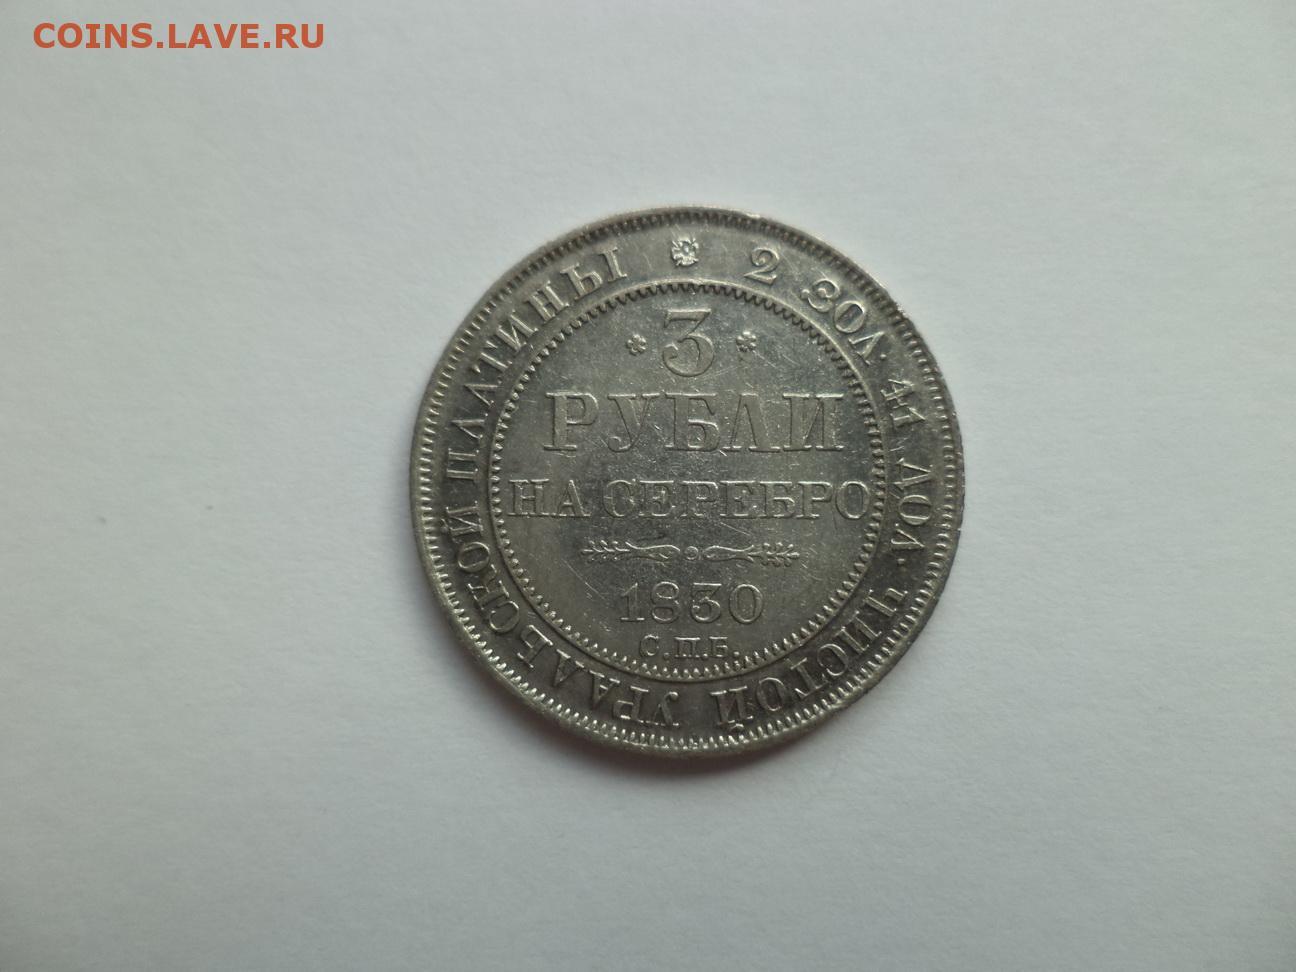 COINS.LAVE.RU
* 2 ЗОЛ. 41 ДОЛ. ЧИСТОЙ УРАЛЬСКОЙ ПЛАТИНЫ
* 3 *
РУБЛИ
НА СЕРЕБРО
1830
С.П.Б.